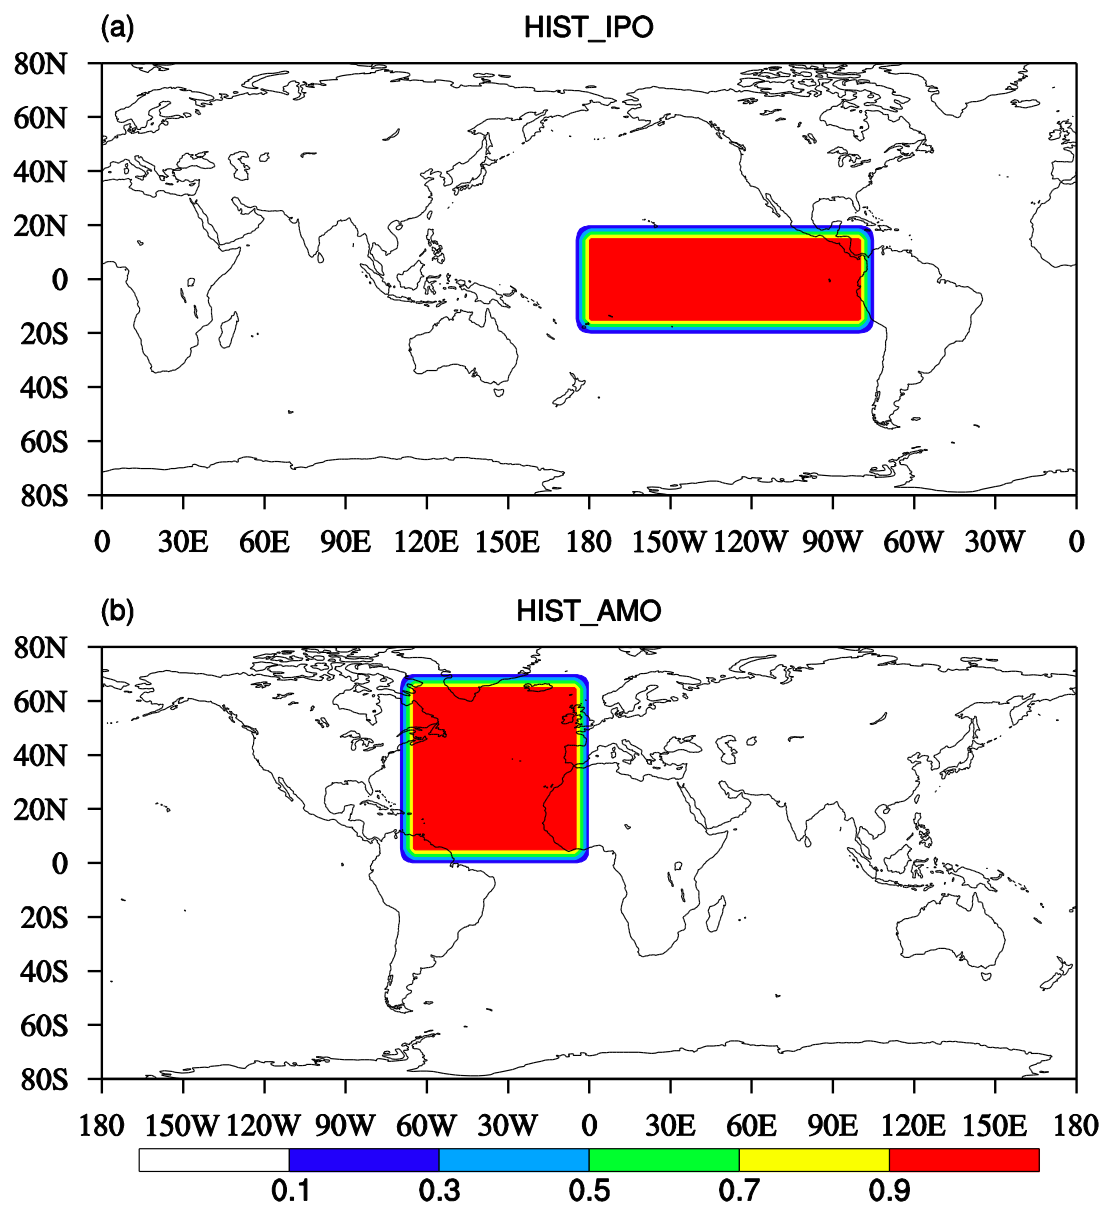 (a) HIST_IPO
80N
60N
40N
20N
0
20S
40S
60S
80S
0 30E 60E 90E 120E 150E 180 150W 120W 90W 60W 30W 0
(b) HIST_AMO
80N
60N
40N
20N
0
20S
40S
60S
80S
180 150W 120W 90W 60W 30W 0 30E 60E 90E 120E 150E 180
0.1 0.3 0.5 0.7 0.9